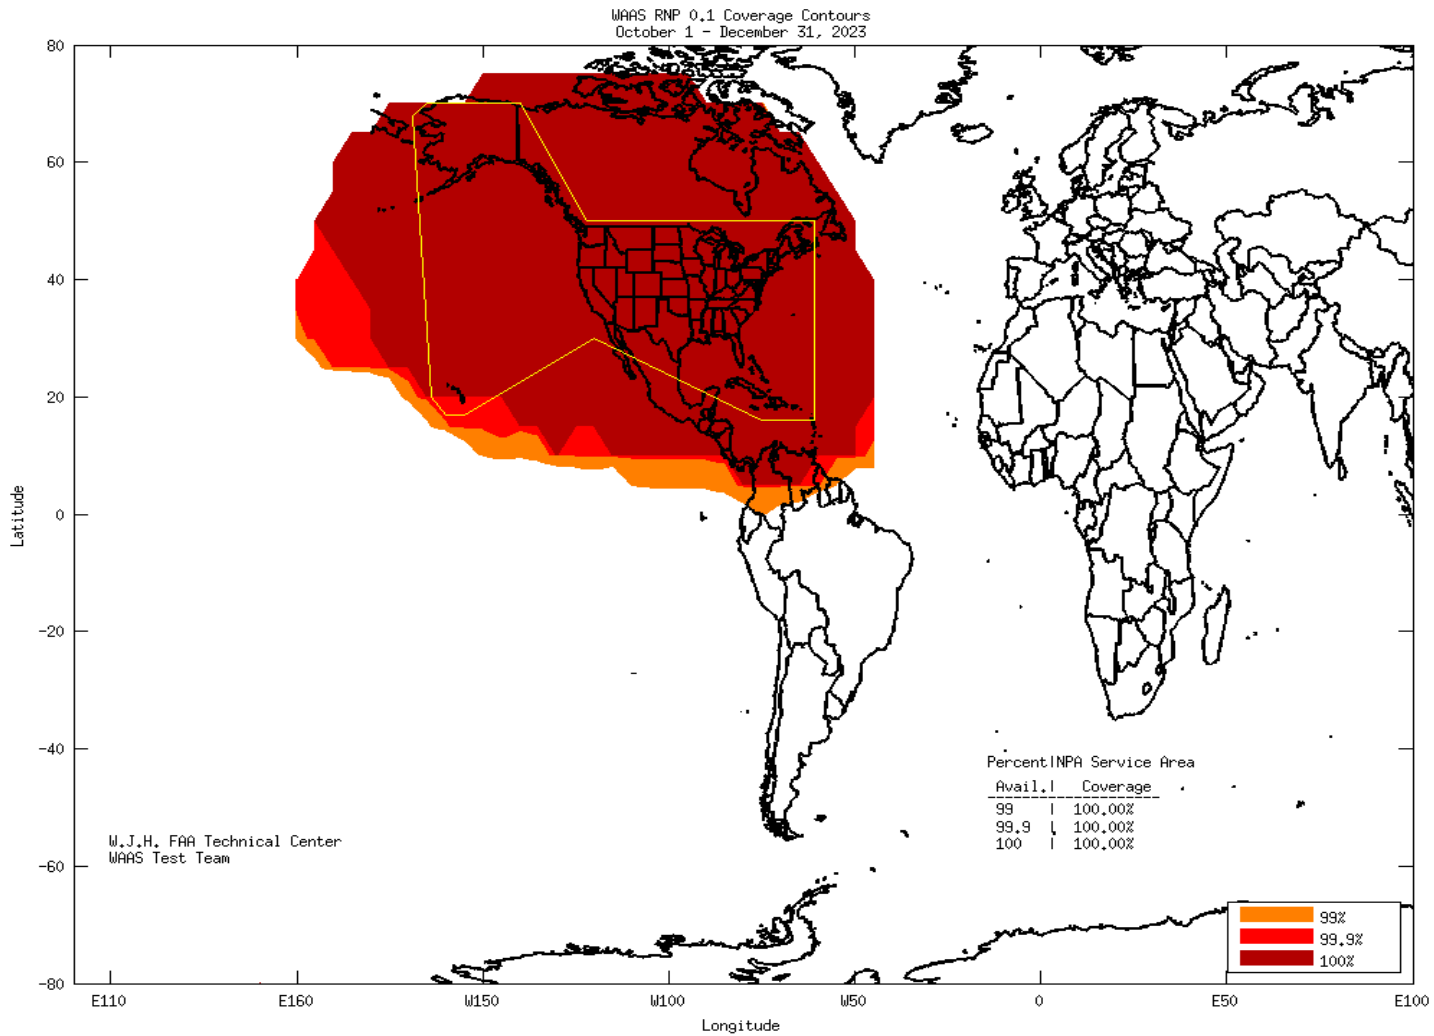 WAAS RNP 0.1 Coverage Contours
October 1 - December 31, 2023
80
60
40
20
0
-20
-40
-60
-80
Latitude
Percent|NPA Service Area
Avail.| Coverage
99 | 100.00%
99.9 | 100.00%
100 | 100.00%
W.J.H. FAA Technical Center
WAAS Test Team
99%
99.9%
100%
E110 E160 W150 W100 W50 0 E50 E100
Longitude